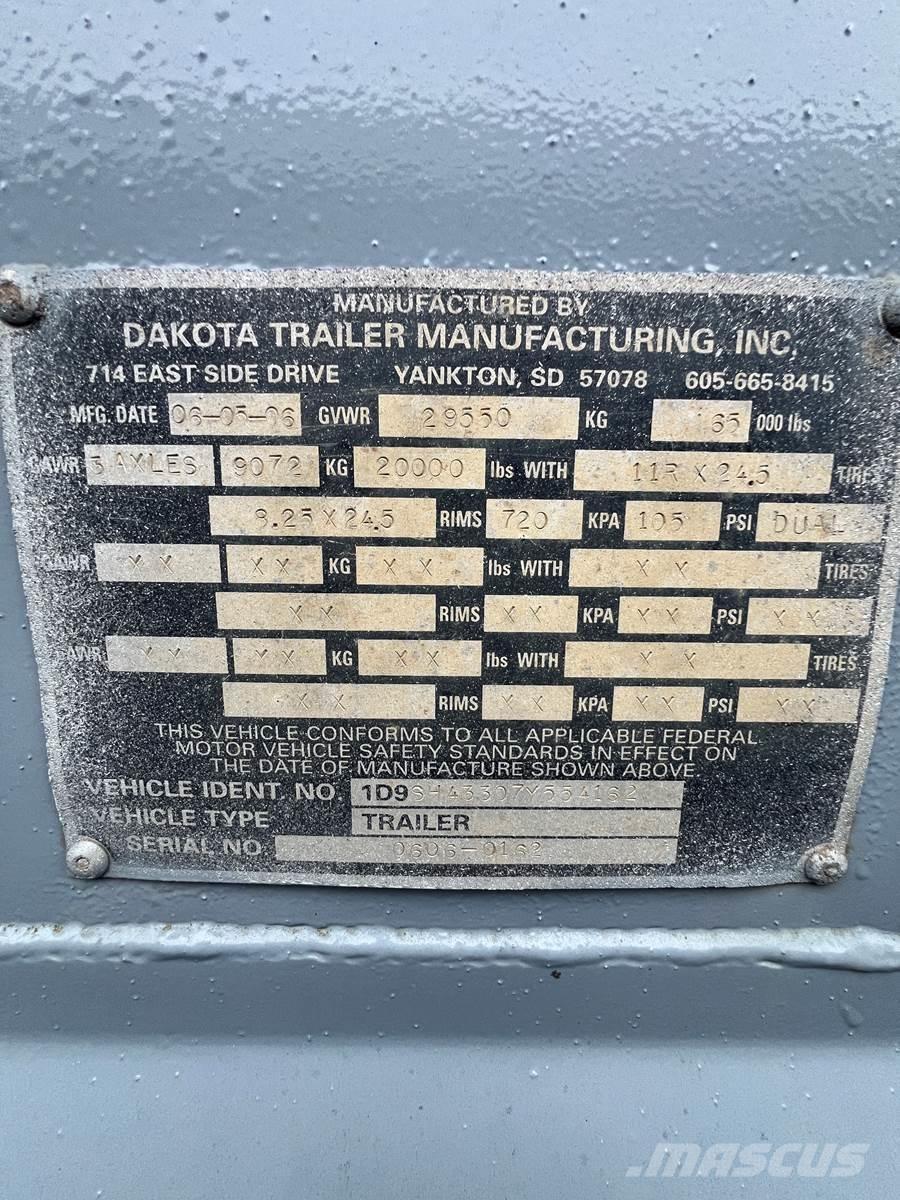 MANUFACTURED BY
DAKOTA TRAILER MANUFACTURING, INC.
714 EAST SIDE DRIVE YANKTON, SD 57078 605-665-8415
MFG. DATE 06-05-06 GVWR 29550 KG 65 000 lbs
GAWR 3 AXLES 9072 KG 20000 lbs WITH 11R X 24.5 TIRES
8.25 X 24.5 RIMS 720 KPA 105 PSI DUAL
GAWR X X X X KG X X lbs WITH X X TIRES
X X RIMS X X KPA X X PSI X X
GAWR X X X X KG X X lbs WITH X X TIRES
X X RIMS X X KPA X X PSI X X
THIS VEHICLE CONFORMS TO ALL APPLICABLE FEDERAL
MOTOR VEHICLE SAFETY STANDARDS IN EFFECT ON
THE DATE OF MANUFACTURE SHOWN ABOVE
VEHICLE IDENT. NO.
VEHICLE TYPE TRAILER
SERIAL NO. 0606-0162
MASCUS